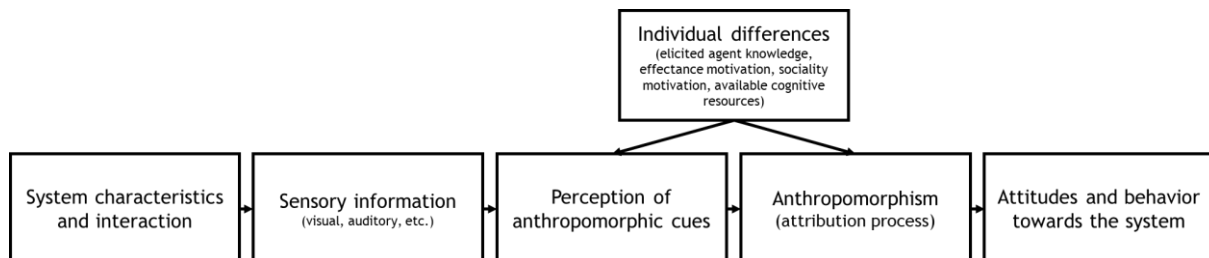 Individual differences
(elicited agent knowledge,
effectance motivation, sociality
motivation, available cognitive
resources)
System characteristics
and interaction
Sensory information
(visual, auditory, etc.)
Perception of
anthropomorphic cues
Anthropomorphism
(attribution process)
Attitudes and behavior
towards the system